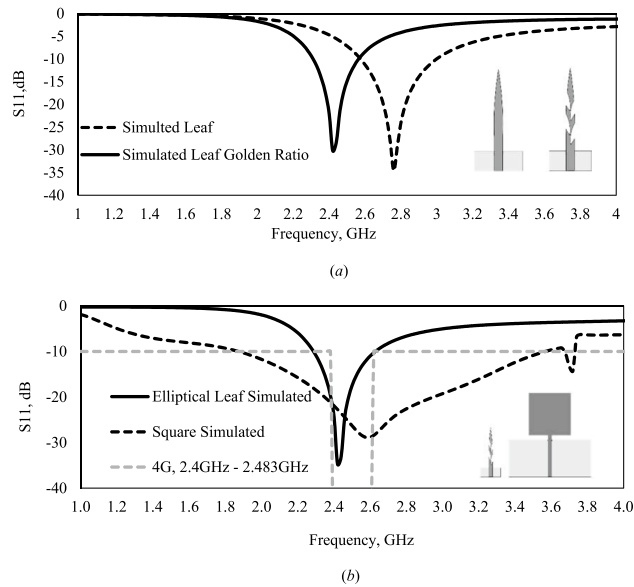 0
-5
-10
-15
-20
-25
-30
-35
-40
S11,dB
Simulted Leaf
Simulated Leaf Golden Ratio
1 1.2 1.4 1.6 1.8 2 2.2 2.4 2.6 2.8 3 3.2 3.4 3.6 3.8 4
Frequency, GHz
(a)
0
-10
-20
-30
-40
S11, dB
Elliptical Leaf Simulated
Square Simulated
4G, 2.4GHz - 2.483GHz
1.0 1.2 1.4 1.6 1.8 2.0 2.2 2.4 2.6 2.8 3.0 3.2 3.4 3.6 3.8 4.0
Frequency, GHz
(b)